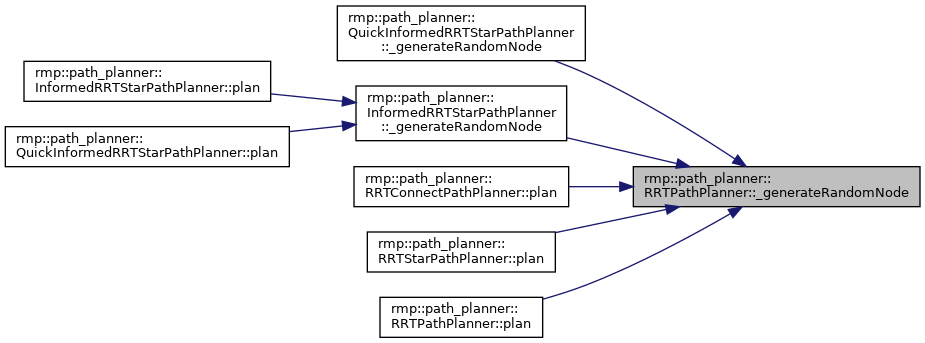 rmp::path_planner::
QuickInformedRRTStarPathPlanner
::_generateRandomNode
rmp::path_planner::
InformedRRTStarPathPlanner::plan
rmp::path_planner::
InformedRRTStarPathPlanner
::_generateRandomNode
rmp::path_planner::
QuickInformedRRTStarPathPlanner::plan
rmp::path_planner::
RRTConnectPathPlanner::plan
rmp::path_planner::
RRTPathPlanner::_generateRandomNode
rmp::path_planner::
RRTStarPathPlanner::plan
rmp::path_planner::
RRTPathPlanner::plan